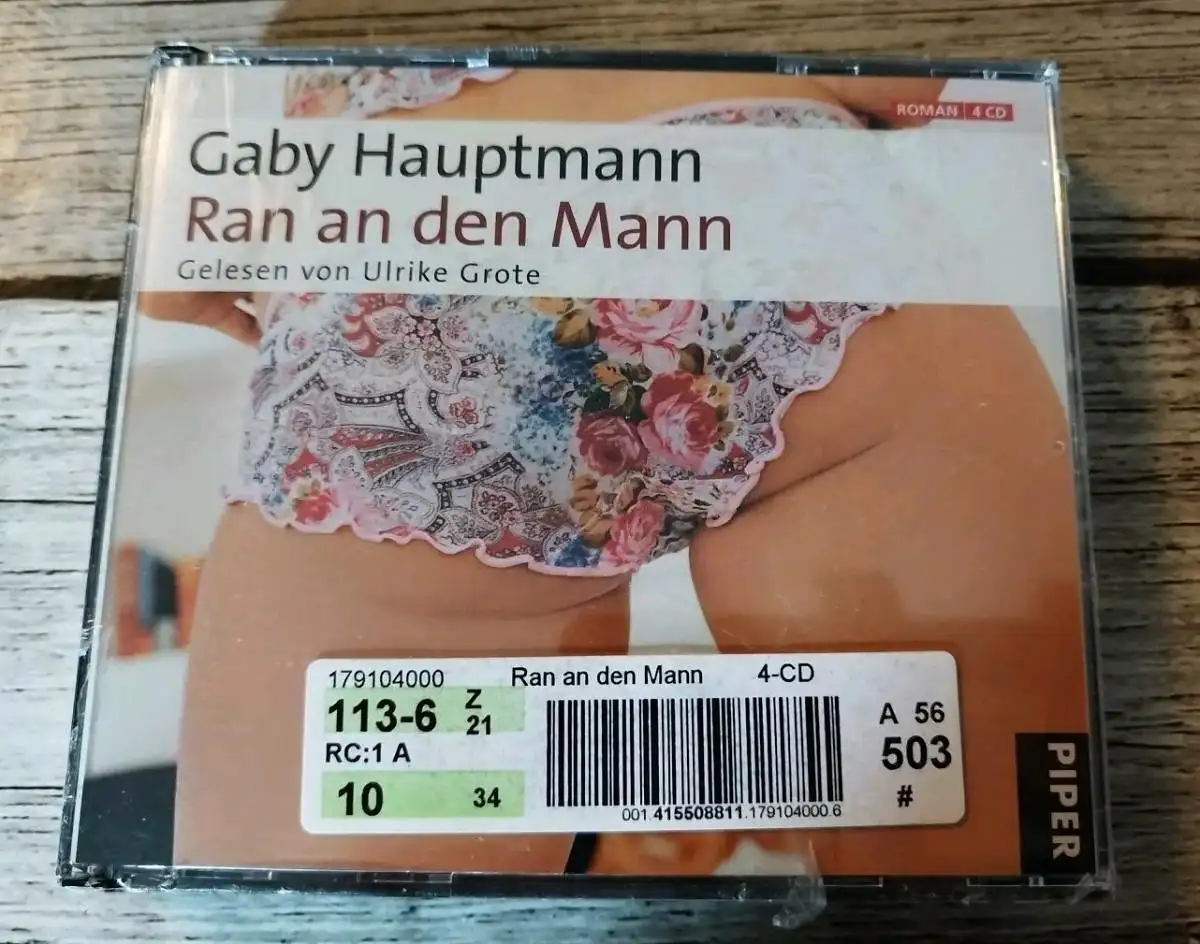 ROMAN | 4 CD
Gaby Hauptmann
Ran an den Mann
Gelesen von Ulrike Grote
179104000 Ran an den Mann 4-CD
113-6 Z 21
RC:1 A
10 34
001.415508811.179104000.6
A 56
503
#
PIPER